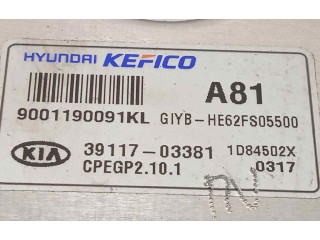 HYUNDAI KEFICO
A81
9001190091KL GIYB-HE62FS05500
KIA 39117-03381 1D84502X
CPEGP2.10.1 0317